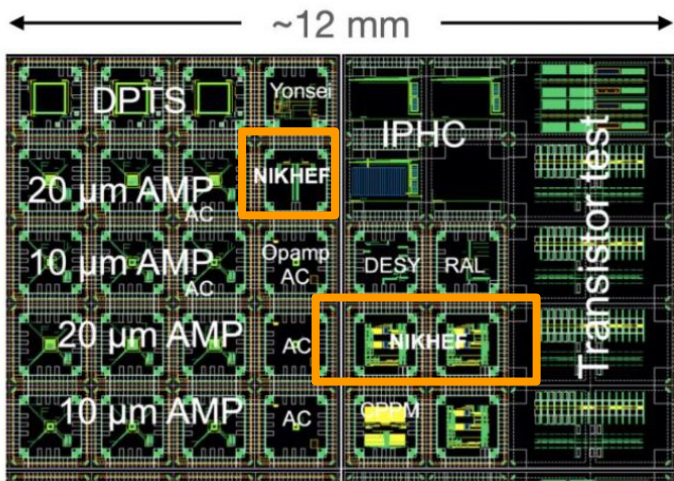 ~12 mm
DPTS
Yonsei
IPHC
NIKHEF
20 µm AMP
AC
10 µm AMP
AC
Opamp
AC
DESY
RAL
20 µm AMP
AC
NIKHEF
10 µm AMP
AC
CPPM
Transistor test